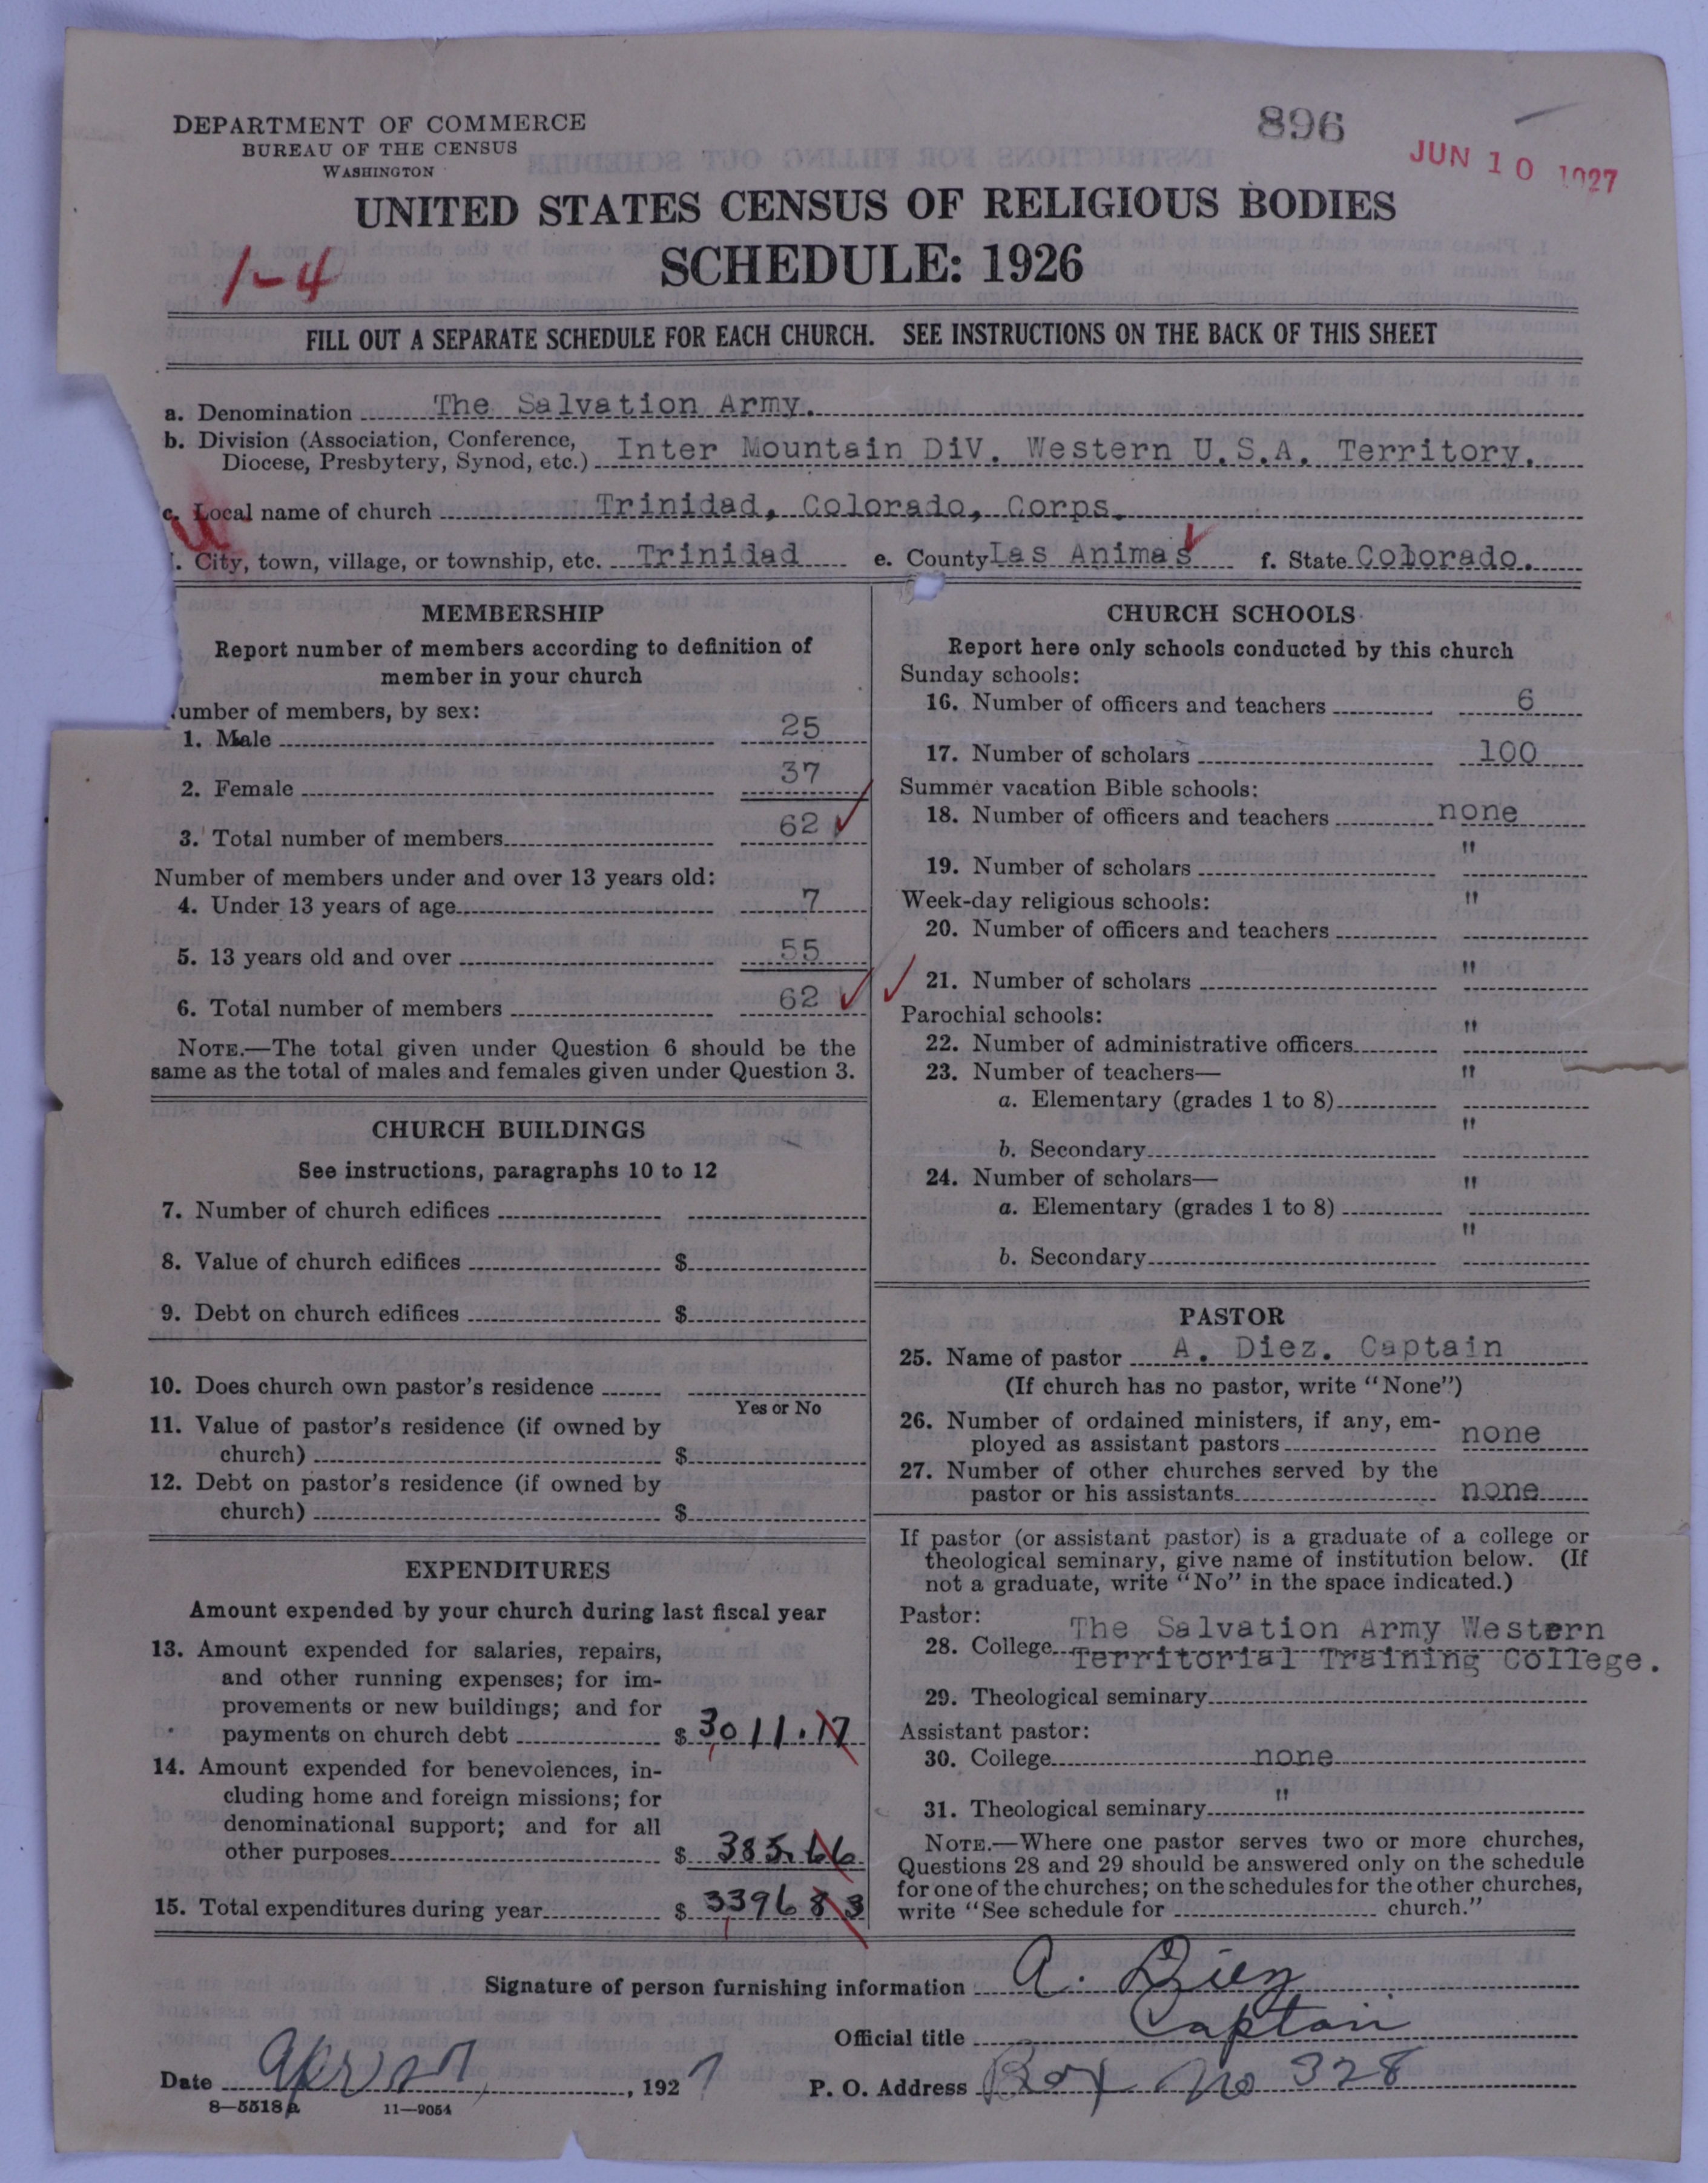 DEPARTMENT OF COMMERCE
BUREAU OF THE CENSUS
WASHINGTON
896
JUN 10 1927
UNITED STATES CENSUS OF RELIGIOUS BODIES
SCHEDULE: 1926
1-4
FILL OUT A SEPARATE SCHEDULE FOR EACH CHURCH. SEE INSTRUCTIONS ON THE BACK OF THIS SHEET
a. Denomination The Salvation Army.
b. Division (Association, Conference,
Diocese, Presbytery, Synod, etc.) Inter Mountain DiV. Western U.S.A. Territory.
c. Local name of church Trinidad, Colorado, Corps.
. City, town, village, or township, etc. Trinidad e. County Las Animas f. State Colorado.
MEMBERSHIP
Report number of members according to definition of
member in your church
umber of members, by sex:
1. Male 25
2. Female 37
3. Total number of members 62
Number of members under and over 13 years old:
4. Under 13 years of age 7
5. 13 years old and over 55
6. Total number of members 62
NOTE.—The total given under Question 6 should be the
same as the total of males and females given under Question 3.
CHURCH BUILDINGS
See instructions, paragraphs 10 to 12
7. Number of church edifices
8. Value of church edifices $
9. Debt on church edifices $
10. Does church own pastor's residence
Yes or No
11. Value of pastor's residence (if owned by
church) $
12. Debt on pastor's residence (if owned by
church) $
EXPENDITURES
Amount expended by your church during last fiscal year
13. Amount expended for salaries, repairs,
and other running expenses; for im-
provements or new buildings; and for
payments on church debt $ 3011.17
14. Amount expended for benevolences, in-
cluding home and foreign missions; for
denominational support; and for all
other purposes $ 385.66
15. Total expenditures during year $ 3396 83
CHURCH SCHOOLS
Report here only schools conducted by this church
Sunday schools:
16. Number of officers and teachers 6
17. Number of scholars 100
Summer vacation Bible schools:
18. Number of officers and teachers none
19. Number of scholars "
Week-day religious schools:
20. Number of officers and teachers "
21. Number of scholars "
Parochial schools:
22. Number of administrative officers "
23. Number of teachers—
a. Elementary (grades 1 to 8) "
b. Secondary "
24. Number of scholars—
a. Elementary (grades 1 to 8) "
b. Secondary "
PASTOR
25. Name of pastor A. Diez. Captain
(If church has no pastor, write "None")
26. Number of ordained ministers, if any, em-
ployed as assistant pastors none
27. Number of other churches served by the
pastor or his assistants none
If pastor (or assistant pastor) is a graduate of a college or
theological seminary, give name of institution below. (If
not a graduate, write "No" in the space indicated.)
Pastor:
28. College The Salvation Army Western
Territorial Training College.
29. Theological seminary
Assistant pastor:
30. College none
31. Theological seminary "
NOTE.—Where one pastor serves two or more churches,
Questions 28 and 29 should be answered only on the schedule
for one of the churches; on the schedules for the other churches,
write "See schedule for church."
Signature of person furnishing information A. Diez
Official title Captain
Date , 1927 P. O. Address Box No 328
8—5518a 11—9054